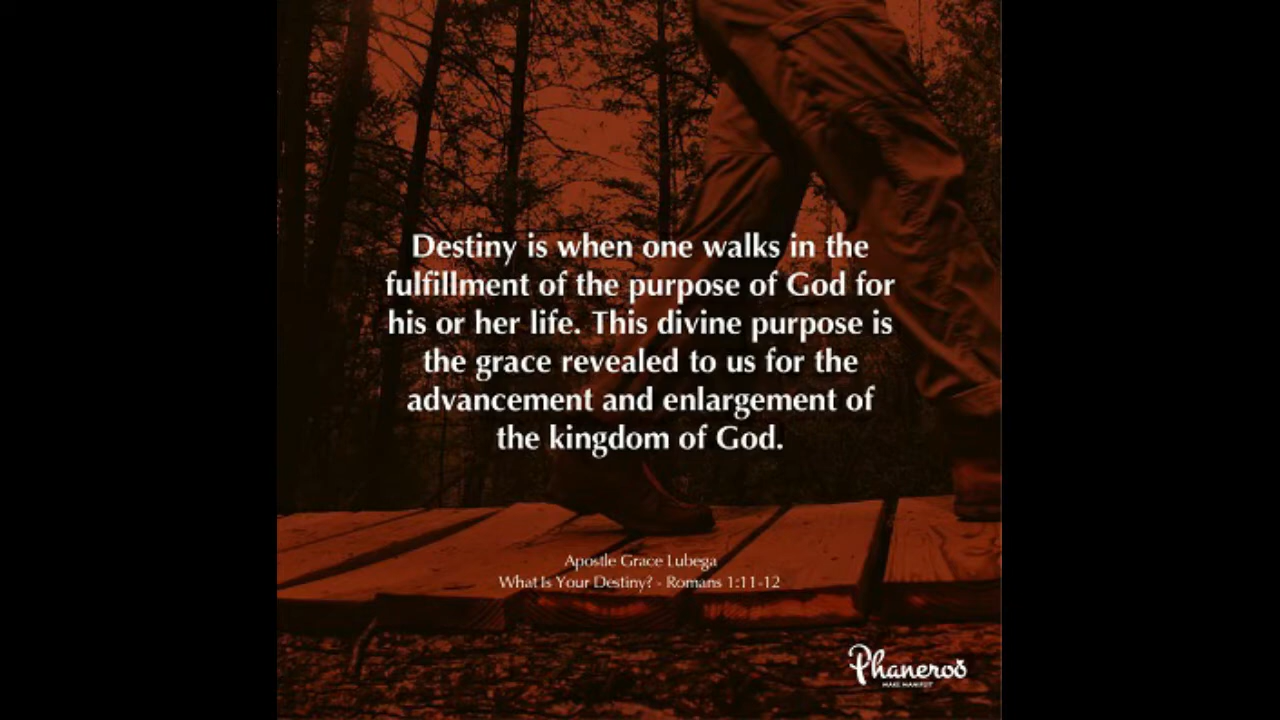 Destiny is when one walks in the
fulfillment of the purpose of God for
his or her life. This divine purpose is
the grace revealed to us for the
advancement and enlargement of
the kingdom of God.
Apostle Grace Lubega
What Is Your Destiny? - Romans 1:11-12
Phaneroo
MAKE MANIFEST